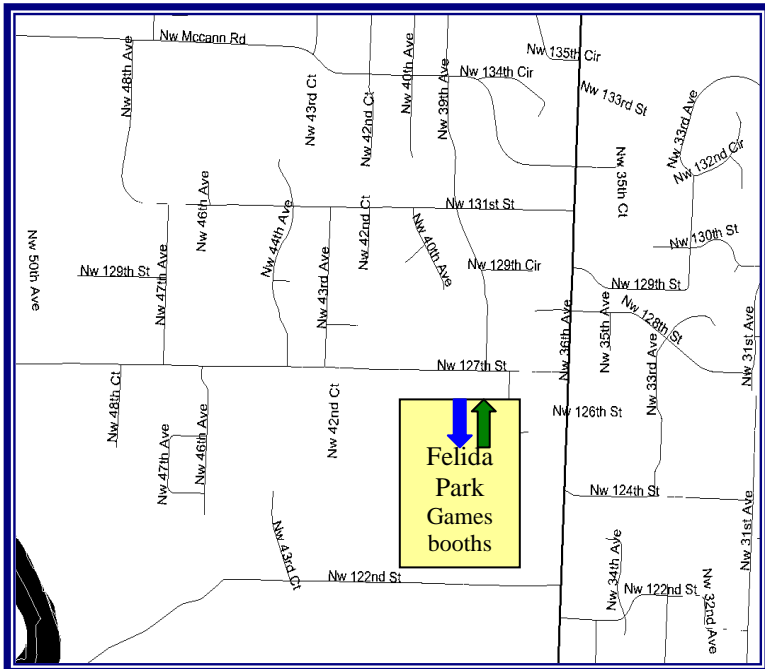 Nw Mccann Rd
Nw 48th Ave
Nw 43rd Ct
Nw 42nd Ct
Nw 40th Ave
Nw 39th Ave
Nw 134th Cir
Nw 135th Cir
Nw 133rd St
Nw 33rd Ave
Nw 132nd Cir
Nw 35th Ct
Nw 46th Ave
Nw 131st St
Nw 50th Ave
Nw 129th St
Nw 47th Ave
Nw 44th Ave
Nw 43rd Ave
Nw 42nd Ct
Nw 40th Ave
Nw 129th Cir
Nw 130th St
Nw 129th St
Nw 36th Ave
Nw 35th Ave
Nw 128th St
Nw 31st Ave
Nw 127th St
Nw 33rd Ave
Nw 48th Ct
Nw 47th Ave
Nw 46th Ave
Nw 42nd Ct
Nw 126th St
Felida
Park
Games
booths
Nw 124th St
Nw 31st Ave
Nw 43rd Ct
Nw 122nd St
Nw 34th Ave
Nw 122nd St
Nw 32nd Ave